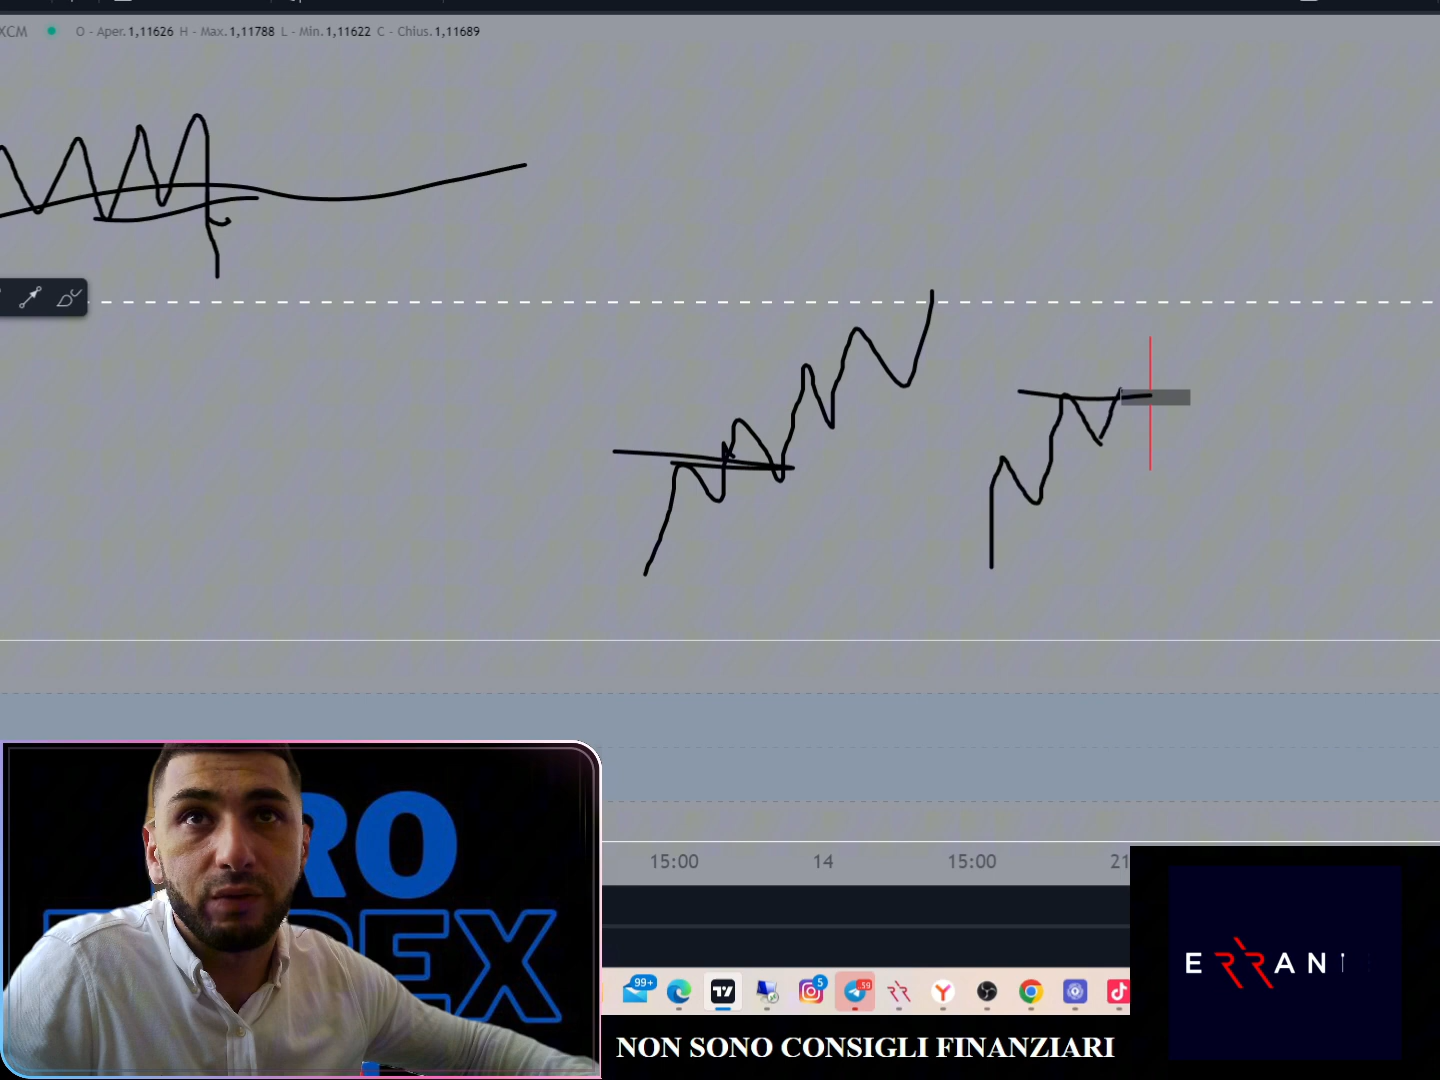 XCM O - Aper.1,11626 H - Max.1,11788 L - Min.1,11622 C - Chius.1,11689
RO
EX
15:00 14 15:00 21
99+ 5 59
ERRANI
NON SONO CONSIGLI FINANZIARI